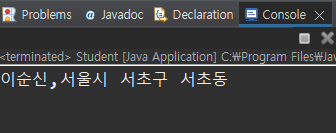 Problems @ Javadoc Declaration Console
<terminated> Student [Java Application] C:₩Program Files₩Jav
이순신,서울시 서초구 서초동